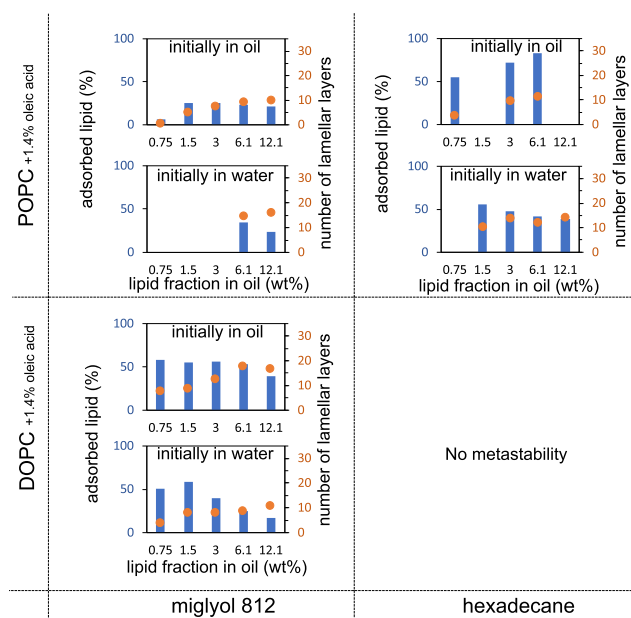 POPC +1.4% oleic acid
adsorbed lipid (%)
100
50
0
initially in oil
30
20
10
0
number of lamellar layers
0.75 1.5 3 6.1 12.1
100
50
0
initially in water
30
20
10
0
0.75 1.5 3 6.1 12.1
lipid fraction in oil (wt%)
adsorbed lipid (%)
100
50
0
initially in oil
30
20
10
0
number of lamellar layers
0.75 1.5 3 6.1 12.1
100
50
0
initially in water
30
20
10
0
0.75 1.5 3 6.1 12.1
lipid fraction in oil (wt%)
DOPC +1.4% oleic acid
adsorbed lipid (%)
100
50
0
initially in oil
30
20
10
0
number of lamellar layers
0.75 1.5 3 6.1 12.1
100
50
0
initially in water
30
20
10
0
0.75 1.5 3 6.1 12.1
lipid fraction in oil (wt%)
No metastability
miglyol 812
hexadecane